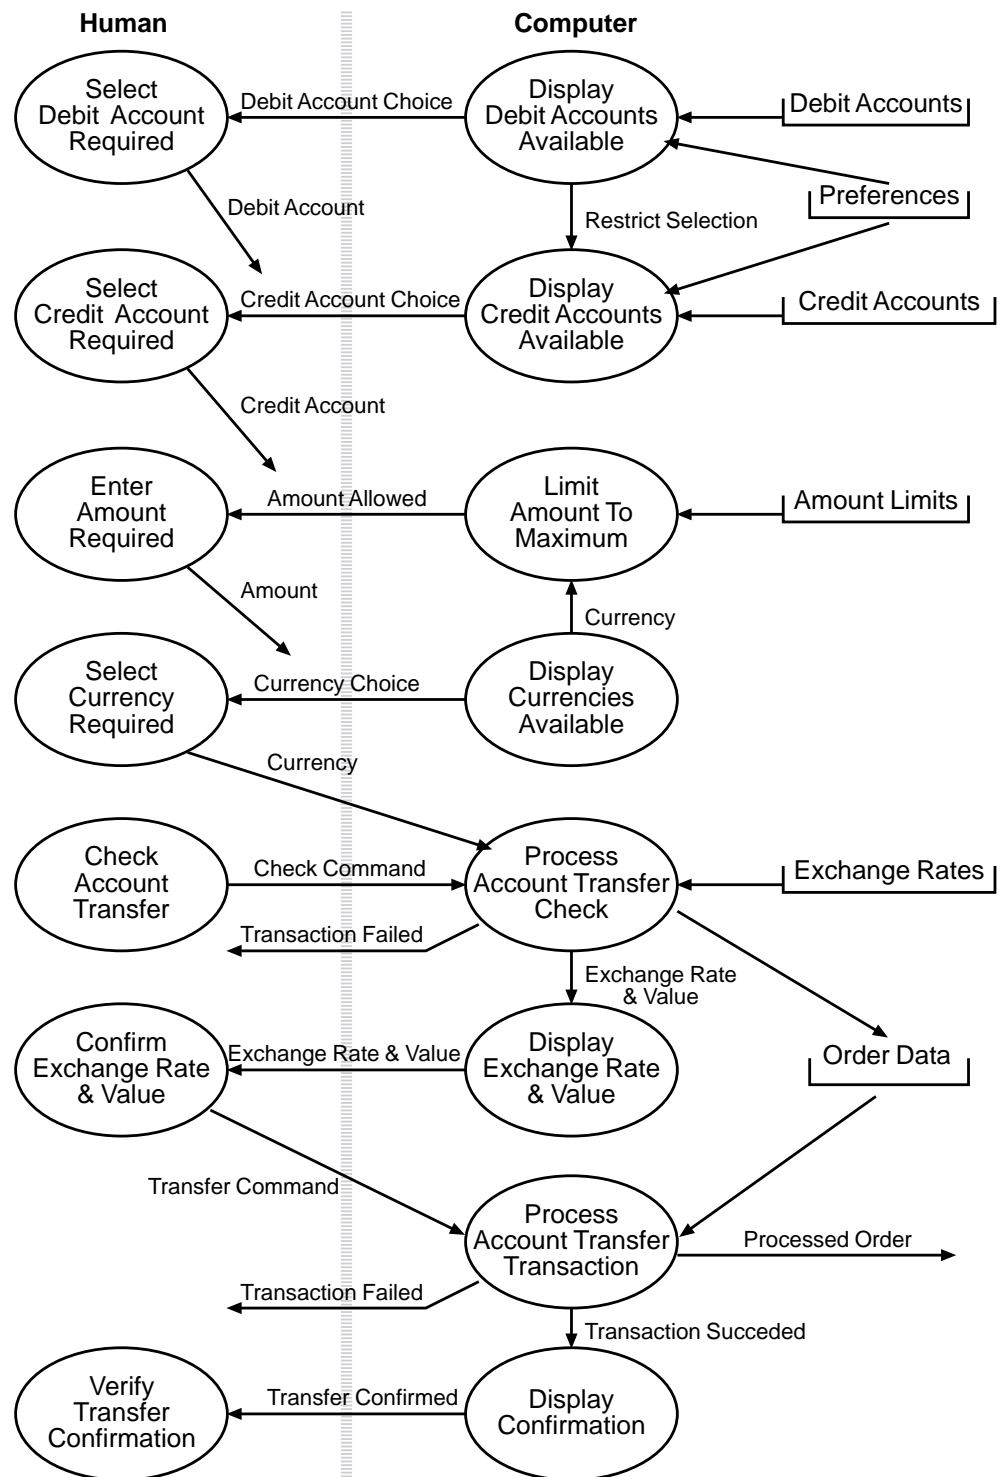 Human
Computer
Select
Debit Account
Required
Debit Account Choice
Display
Debit Accounts
Available
Debit Accounts
Preferences
Debit Account
Restrict Selection
Select
Credit Account
Required
Credit Account Choice
Display
Credit Accounts
Available
Credit Accounts
Credit Account
Enter
Amount
Required
Amount Allowed
Limit
Amount To
Maximum
Amount Limits
Amount
Currency
Select
Currency
Required
Currency Choice
Display
Currencies
Available
Currency
Check
Account
Transfer
Check Command
Process
Account Transfer
Check
Exchange Rates
Transaction Failed
Exchange Rate
& Value
Confirm
Exchange Rate
& Value
Exchange Rate & Value
Display
Exchange Rate
& Value
Order Data
Transfer Command
Process
Account Transfer
Transaction
Processed Order
Transaction Failed
Transaction Succeded
Verify
Transfer
Confirmation
Transfer Confirmed
Display
Confirmation